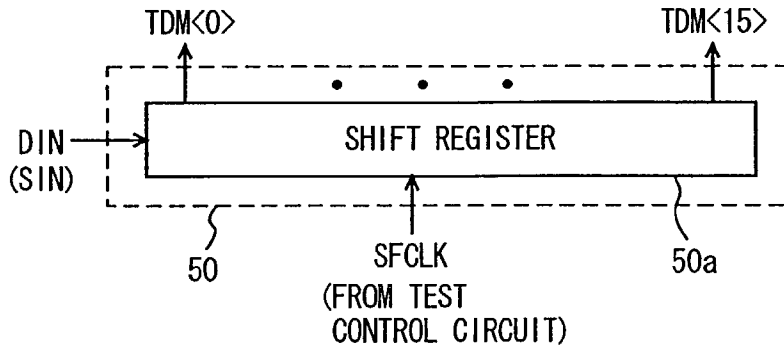 TDM<0>
TDM<15>
DIN
(SIN)
SHIFT REGISTER
50
SFCLK
50a
(FROM TEST
CONTROL CIRCUIT)